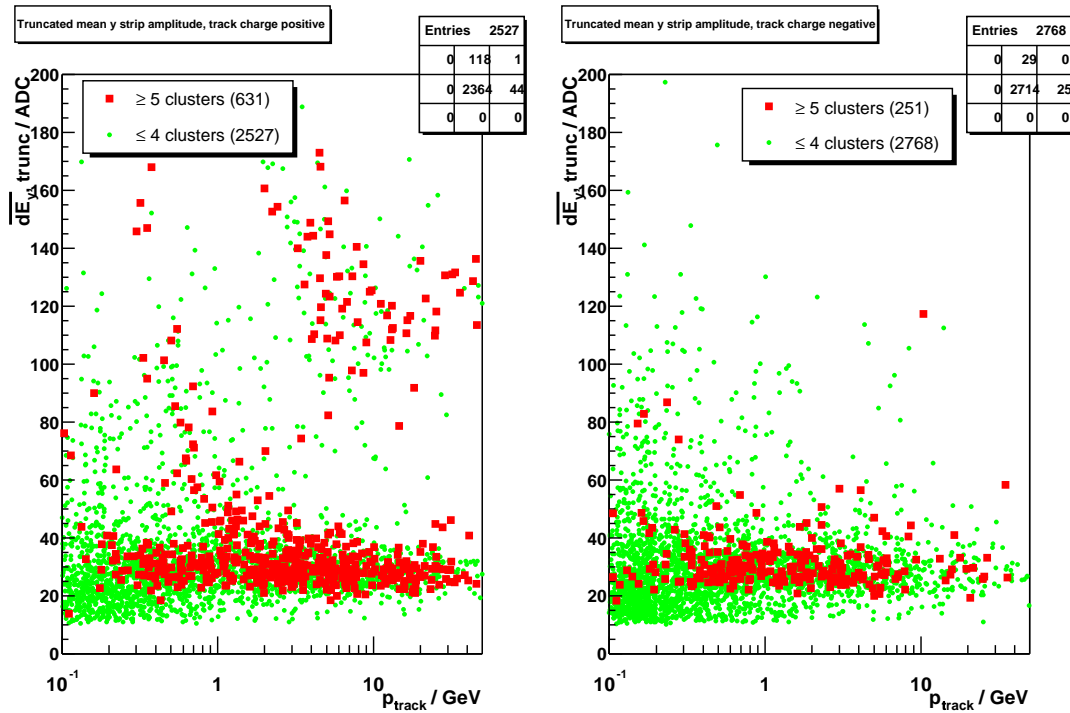 Truncated mean y strip amplitude, track charge positive
Entries 2527
0 118 1
0 2364 44
0 0 0
≥ 5 clusters (631)
≤ 4 clusters (2527)
dE y, trunc / ADC
200
180
160
140
120
100
80
60
40
20
0
10⁻¹ 1 10
p track / GeV
Truncated mean y strip amplitude, track charge negative
Entries 2768
0 29 0
0 2714 25
0 0 0
≥ 5 clusters (251)
≤ 4 clusters (2768)
dE y, trunc / ADC
200
180
160
140
120
100
80
60
40
20
0
10⁻¹ 1 10
p track / GeV